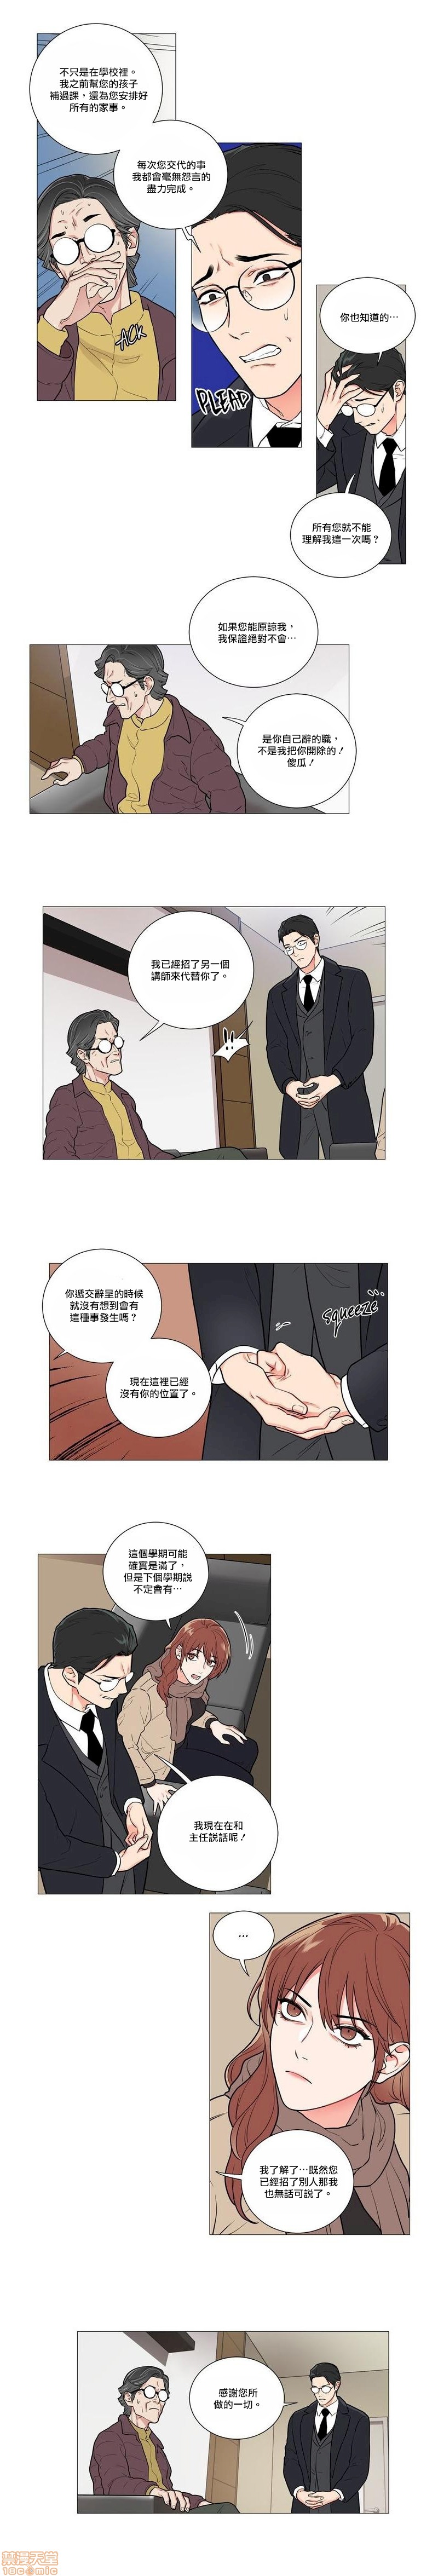 不只是在學校裡。
我之前幫您的孩子
補過課，還為您安排好
所有的家事。
每次您交代的事
我都會毫無怨言的
盡力完成。
ACK
PLEAD
你也知道的…
所有您就不能
理解我這一次嗎？
如果您能原諒我，
我保證絕對不會…
是你自己辭的職，
不是我把你開除的！
傻瓜！
我已經招了另一個
講師來代替你了。
!!
你遞交辭呈的時候
就沒有想到會有
這種事發生嗎？
squeeze
現在這裡已經
沒有你的位置了。
這個學期可能
確實是滿了，
但是下個學期説
不定會有…
我現在在和
主任説話呢！
…
我了解了…既然您
已經招了別人那我
也無話可説了。
感謝您所
做的一切。
禁漫天堂
18comic